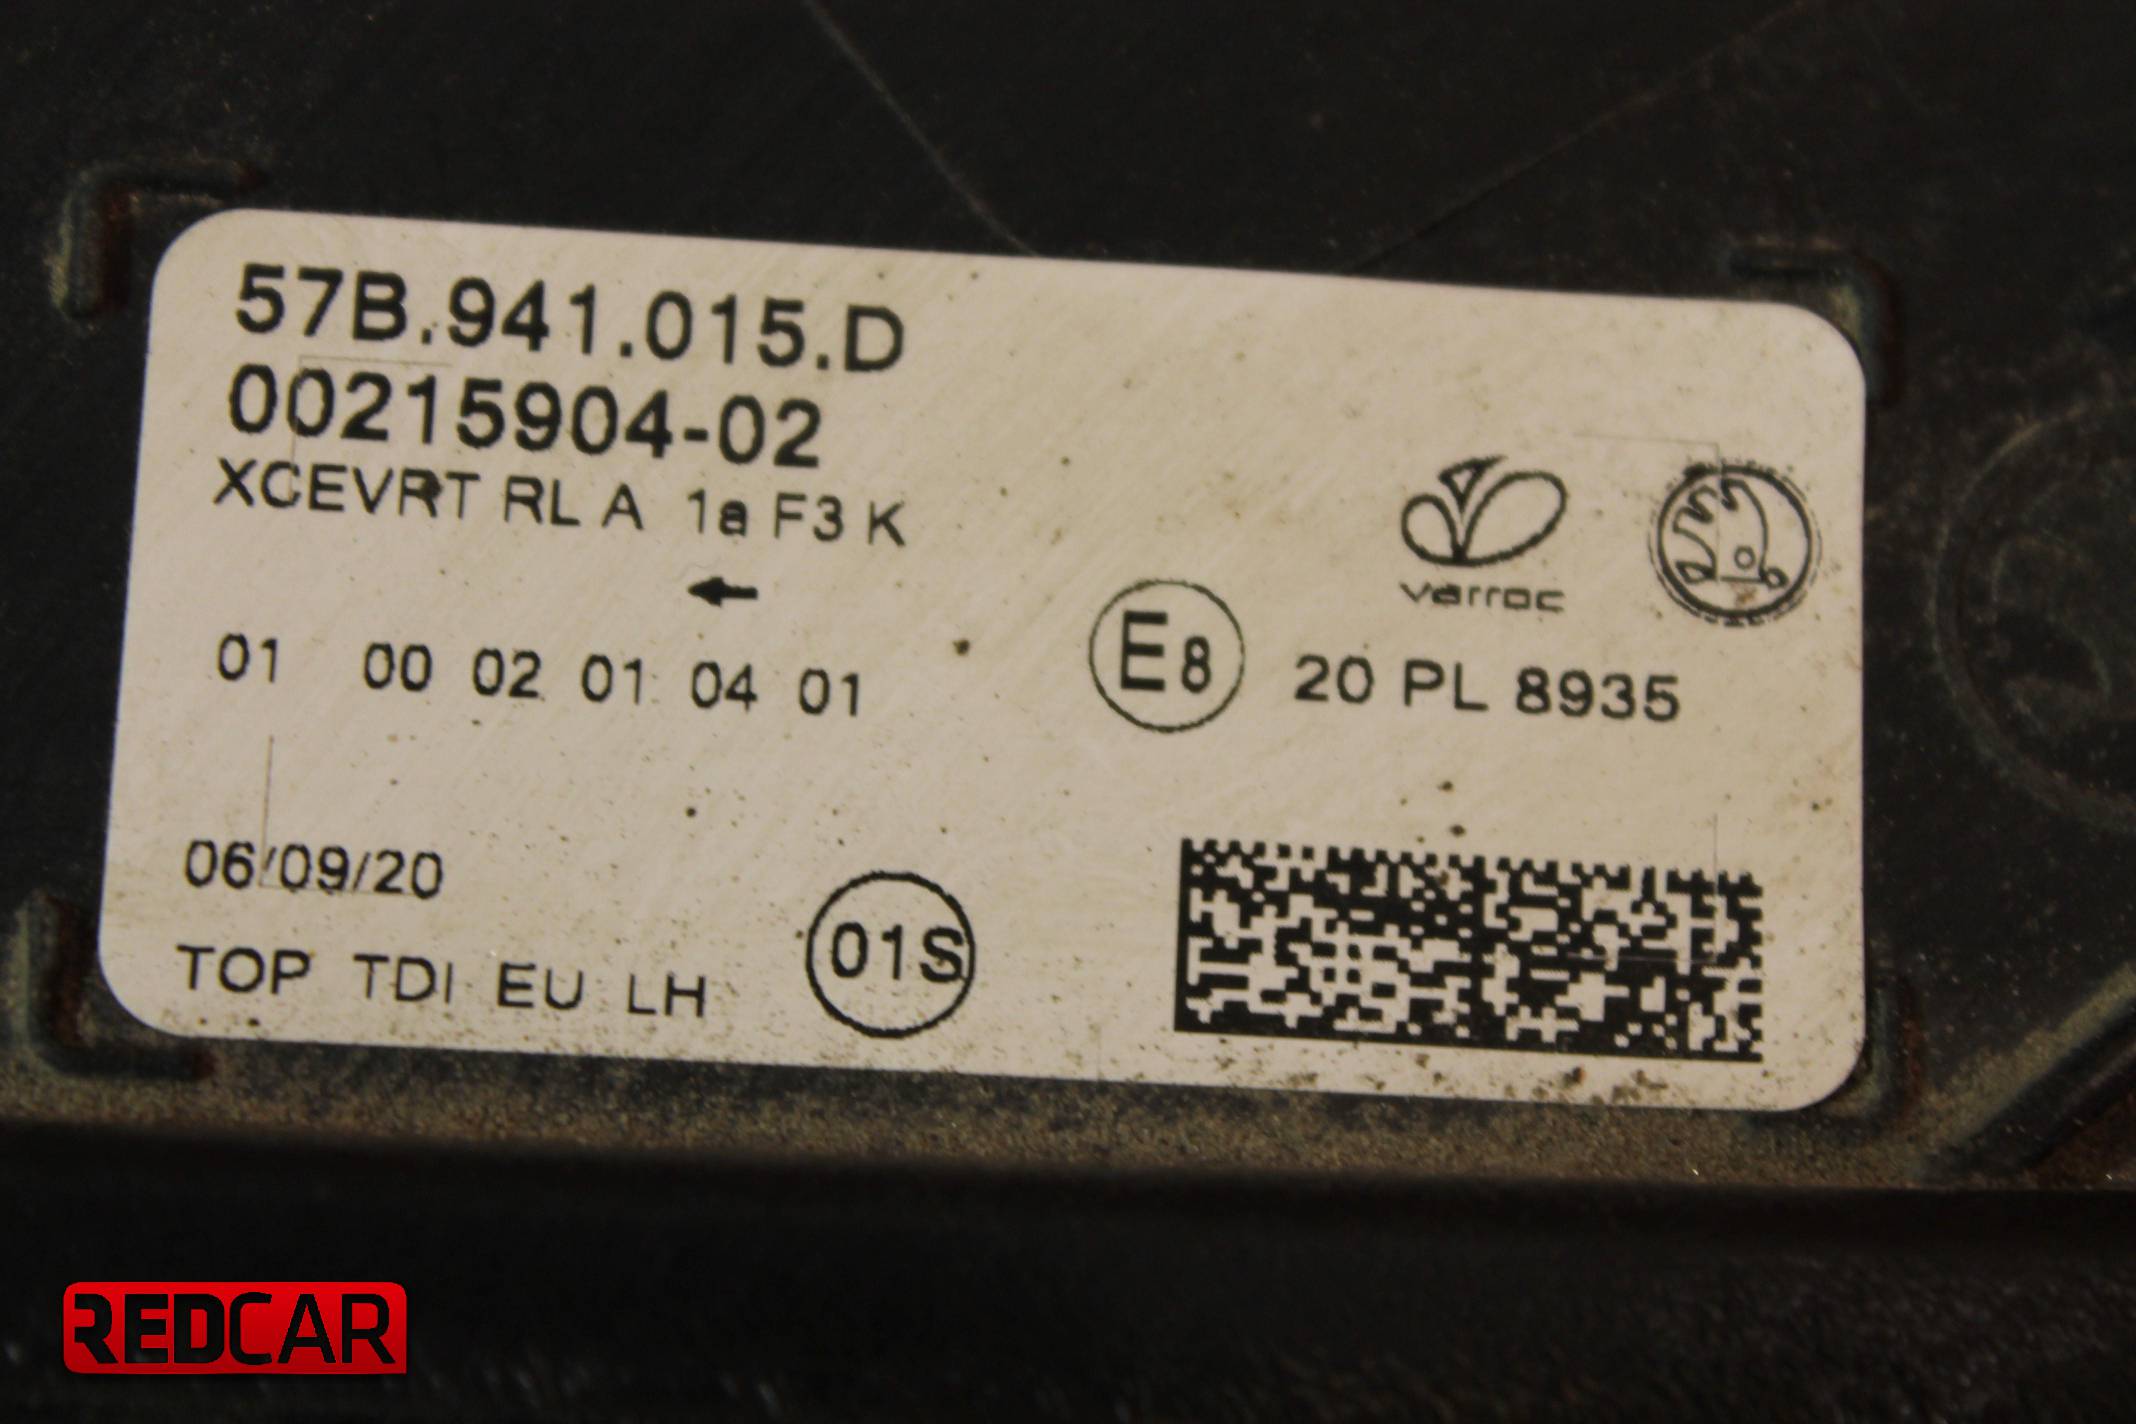 57B.941.015.D
00215904-02
XCEVRT RL A 1a F3 K
varroc
01 00 02 01 04 01
E8 20 PL 8935
06/09/20
TOP TDI EU LH
01S
REDCAR